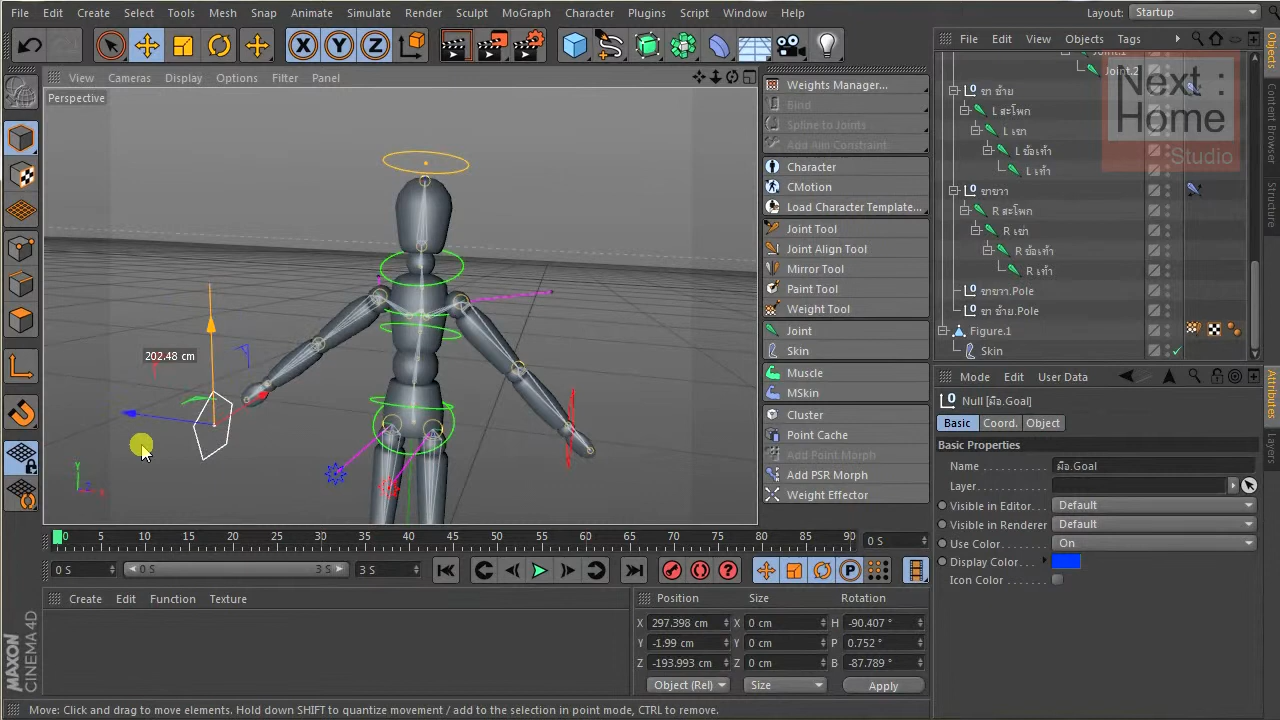 File Edit Create Select Tools Mesh Snap Animate Simulate Render Sculpt MoGraph Character Plugins Script Window Help
Layout: Startup
X Y Z
File Edit View Objects Tags
View Cameras Display Options Filter Panel
Perspective
202.48 cm
Y
Weights Manager...
Bind
Spline to Joints
Add Aim Constraint
Character
CMotion
Load Character Template...
Joint Tool
Joint Align Tool
Mirror Tool
Paint Tool
Weight Tool
Joint
Skin
Muscle
MSkin
Cluster
Point Cache
Add Point Morph
Add PSR Morph
Weight Effector
Joint.1
Joint.2
ขา ซ้าย
L สะโพก
L เขา
L ข้อเท้า
L เท้า
ขาขวา
R สะโพก
R เข่า
R ข้อเท้า
R เท้า
ขาขวา.Pole
ขา ซ้าย.Pole
Figure.1
Skin
Next :
Home
Studio
Objects
Content Browser
Structure
Attributes
Layers
Mode Edit User Data
Null [มือ.Goal]
Basic Coord. Object
Basic Properties
Name มือ.Goal
Layer
Visible in Editor Default
Visible in Renderer Default
Use Color On
Display Color
Icon Color
0 5 10 15 20 25 30 35 40 45 50 55 60 65 70 75 80 85 90 0 S
0 S 0 S 3 S 3 S
P
Create Edit Function Texture
Position Size Rotation
X 297.398 cm X 0 cm H -90.407 °
Y -1.99 cm Y 0 cm P 0.752 °
Z -193.993 cm Z 0 cm B -87.789 °
Object (Rel) Size Apply
MAXON
CINEMA 4D
Move: Click and drag to move elements. Hold down SHIFT to quantize movement / add to the selection in point mode, CTRL to remove.